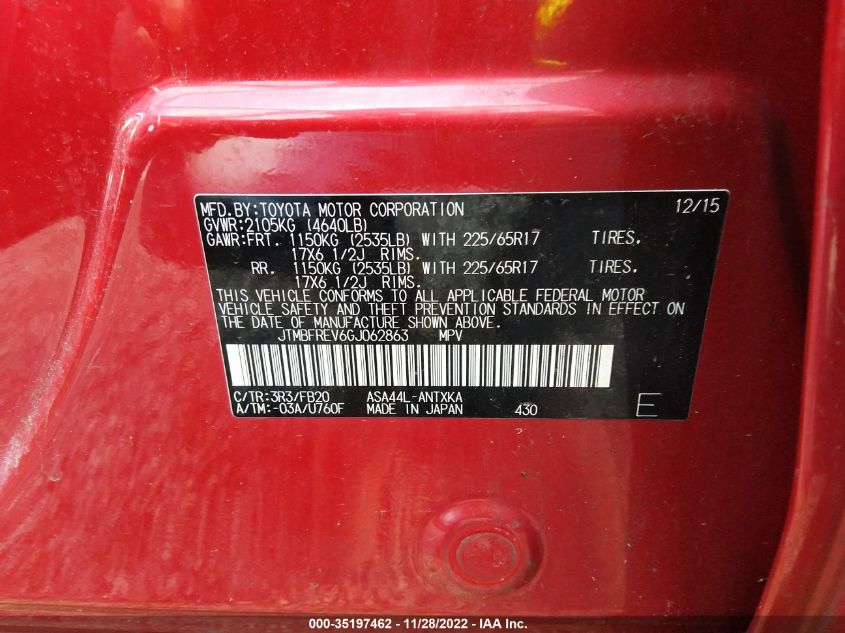 MFD.BY:TOYOTA MOTOR CORPORATION 12/15
GVWR:2105KG (4640LB)
GAWR:FRT. 1150KG (2535LB) WITH 225/65R17 TIRES.
17X6 1/2J RIMS.
RR. 1150KG (2535LB) WITH 225/65R17 TIRES.
17X6 1/2J RIMS.
THIS VEHICLE CONFORMS TO ALL APPLICABLE FEDERAL MOTOR
VEHICLE SAFETY AND THEFT PREVENTION STANDARDS IN EFFECT ON
THE DATE OF MANUFACTURE SHOWN ABOVE.
JTMBFREV6GJ062863 MPV
C/TR:3R3/FB20 ASA44L-ANTXKA
A/TM:-03A/U760F MADE IN JAPAN 430 E
000-35197462 - 11/28/2022 - IAA Inc.